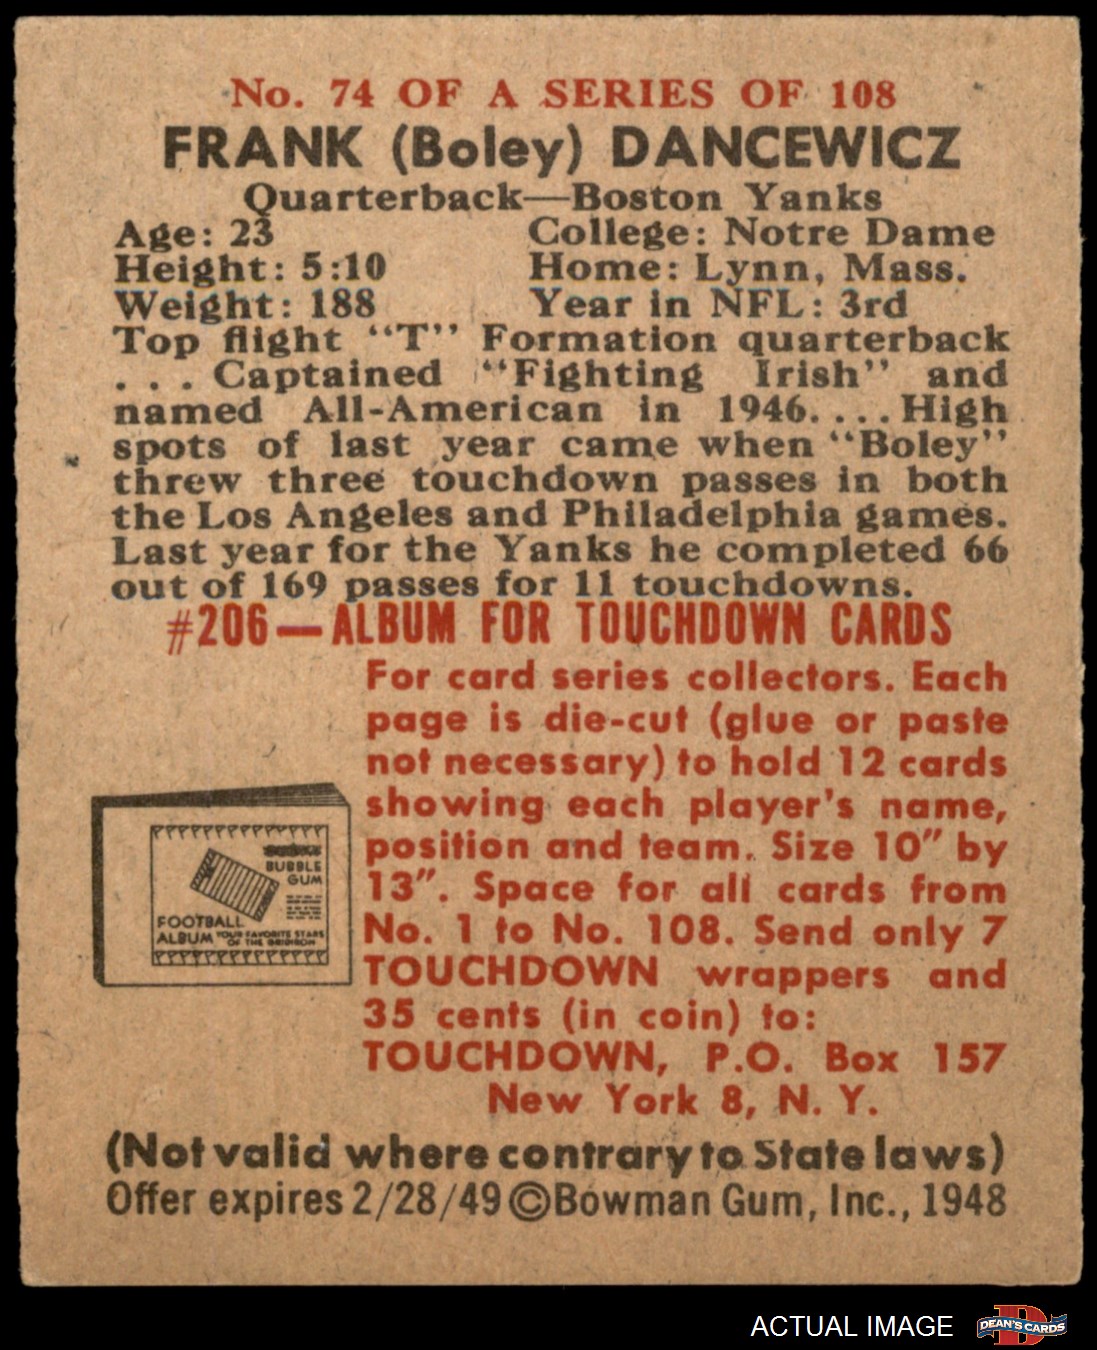 No. 74 OF A SERIES OF 108
FRANK (Boley) DANCEWICZ
Quarterback—Boston Yanks
Age: 23 College: Notre Dame
Height: 5:10 Home: Lynn, Mass.
Weight: 188 Year in NFL: 3rd
Top flight "T" Formation quarterback
. . . Captained "Fighting Irish" and
named All-American in 1946. . . . High
spots of last year came when "Boley"
threw three touchdown passes in both
the Los Angeles and Philadelphia games.
Last year for the Yanks he completed 66
out of 169 passes for 11 touchdowns.
#206—ALBUM FOR TOUCHDOWN CARDS
For card series collectors. Each
page is die-cut (glue or paste
not necessary) to hold 12 cards
showing each player's name,
position and team. Size 10" by
13". Space for all cards from
No. 1 to No. 108. Send only 7
TOUCHDOWN wrappers and
35 cents (in coin) to:
TOUCHDOWN, P.O. Box 157
New York 8, N. Y.
BUBBLE
GUM
FOOTBALL
ALBUM YOUR FAVORITE STARS
OF THE GRIDIRON
(Not valid where contrary to State laws)
Offer expires 2/28/49 ©Bowman Gum, Inc., 1948
ACTUAL IMAGE
DEAN'S CARDS